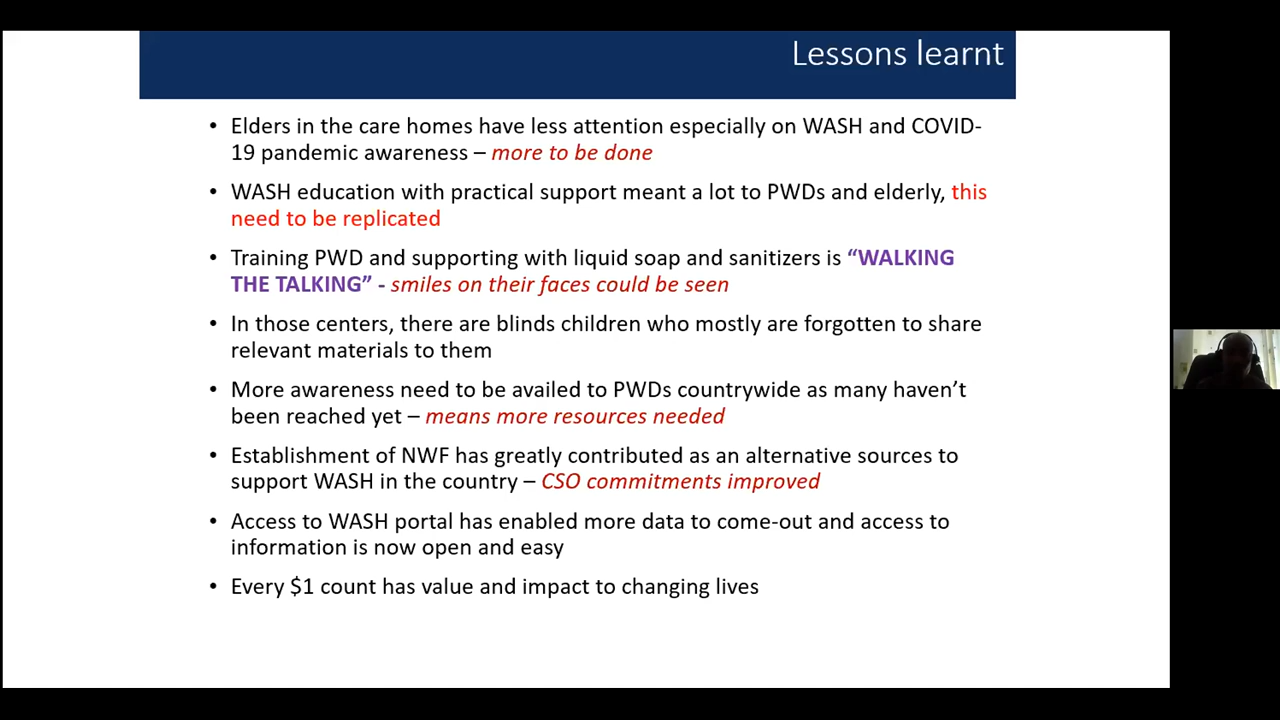 Lessons learnt
• Elders in the care homes have less attention especially on WASH and COVID-
19 pandemic awareness – more to be done
• WASH education with practical support meant a lot to PWDs and elderly, this
need to be replicated
• Training PWD and supporting with liquid soap and sanitizers is “WALKING
THE TALKING” - smiles on their faces could be seen
• In those centers, there are blinds children who mostly are forgotten to share
relevant materials to them
• More awareness need to be availed to PWDs countrywide as many haven’t
been reached yet – means more resources needed
• Establishment of NWF has greatly contributed as an alternative sources to
support WASH in the country – CSO commitments improved
• Access to WASH portal has enabled more data to come-out and access to
information is now open and easy
• Every $1 count has value and impact to changing lives